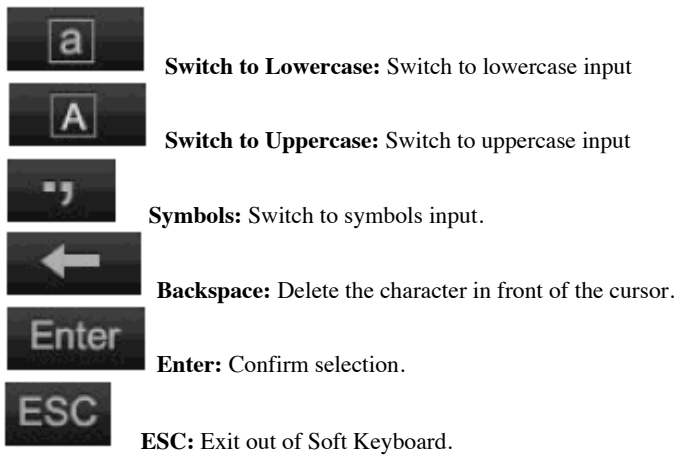 a
Switch to Lowercase: Switch to lowercase input
A
Switch to Uppercase: Switch to uppercase input
.,
Symbols: Switch to symbols input.
Backspace: Delete the character in front of the cursor.
Enter
Enter: Confirm selection.
ESC
ESC: Exit out of Soft Keyboard.